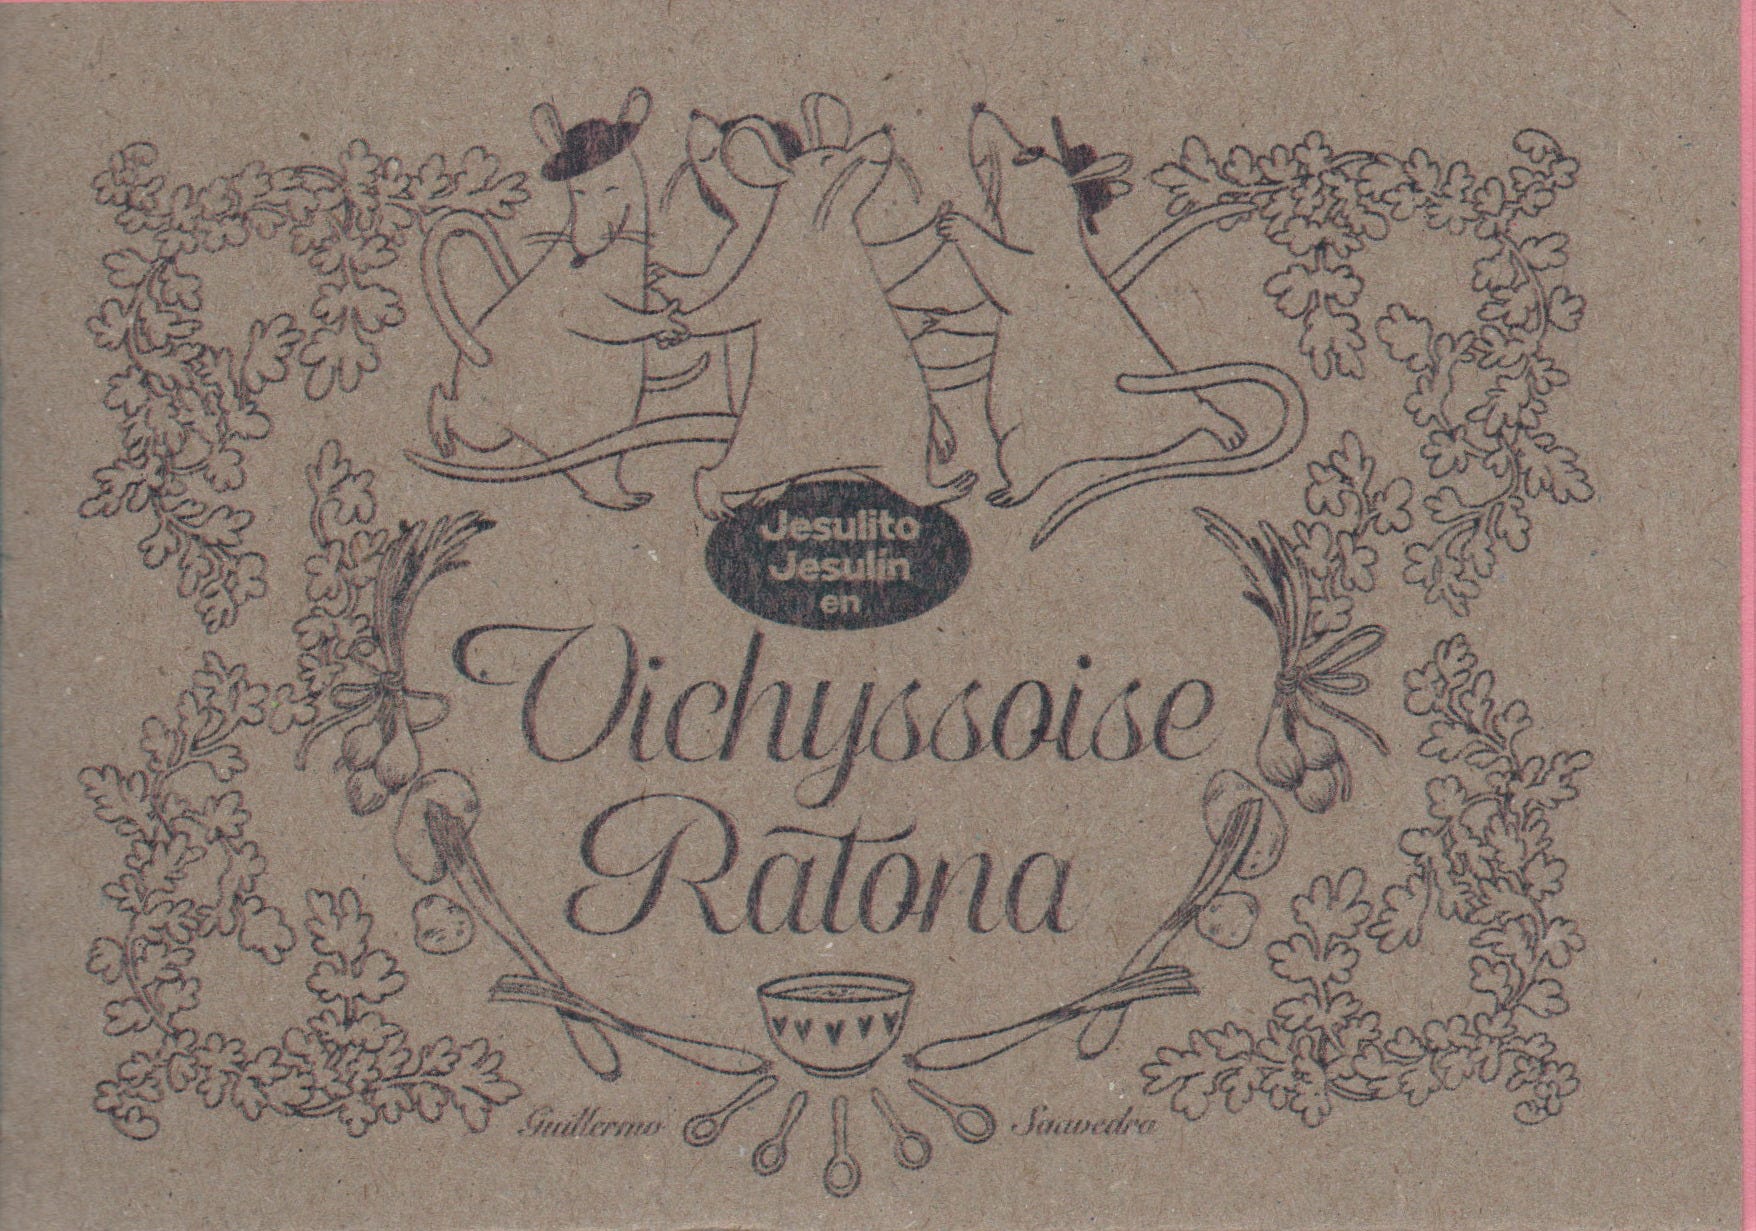 Jesulito
Jesulín
en
Vichyssoise
Ratona
Guillermo Saavedra